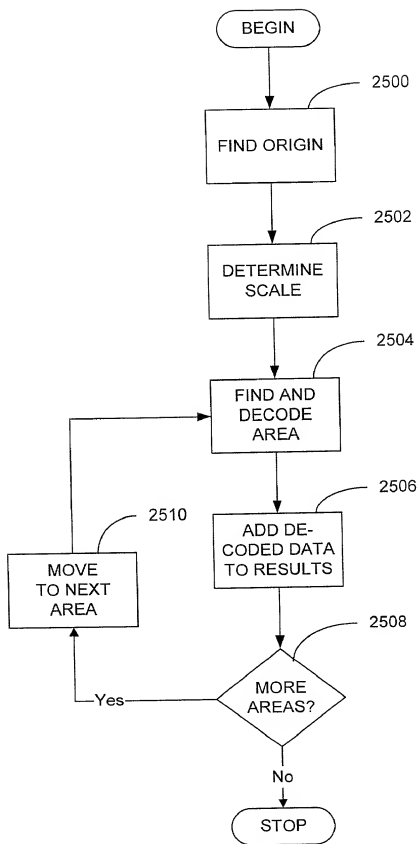 BEGIN
2500
FIND ORIGIN
2502
DETERMINE
SCALE
2504
FIND AND
DECODE
AREA
2506
ADD DE-
CODED DATA
TO RESULTS
2510
MOVE
TO NEXT
AREA
2508
MORE
AREAS?
Yes
No
STOP